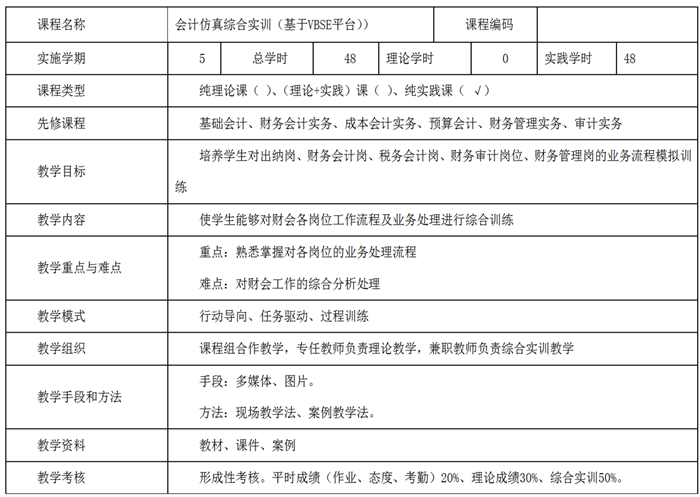 课程名称 会计仿真综合实训（基于VBSE平台）） 课程编码
实施学期 5 总学时 48 理论学时 0 实践学时 48
课程类型 纯理论课（ ）、（理论+实践）课（ ）、纯实践课（ √）
先修课程 基础会计、财务会计实务、成本会计实务、预算会计、财务管理实务、审计实务
教学目标 培养学生对出纳岗、财务会计岗、税务会计岗、财务审计岗位、财务管理岗的业务流程模拟训
练
教学内容 使学生能够对财会各岗位工作流程及业务处理进行综合训练
教学重点与难点 重点：熟悉掌握对各岗位的业务处理流程
难点：对财会工作的综合分析处理
教学模式 行动导向、任务驱动、过程训练
教学组织 课程组合作教学，专任教师负责理论教学，兼职教师负责综合实训教学
教学手段和方法 手段：多媒体、图片。
方法：现场教学法、案例教学法。
教学资料 教材、课件、案例
教学考核 形成性考核。平时成绩（作业、态度、考勤）20%、理论成绩30%、综合实训50%。